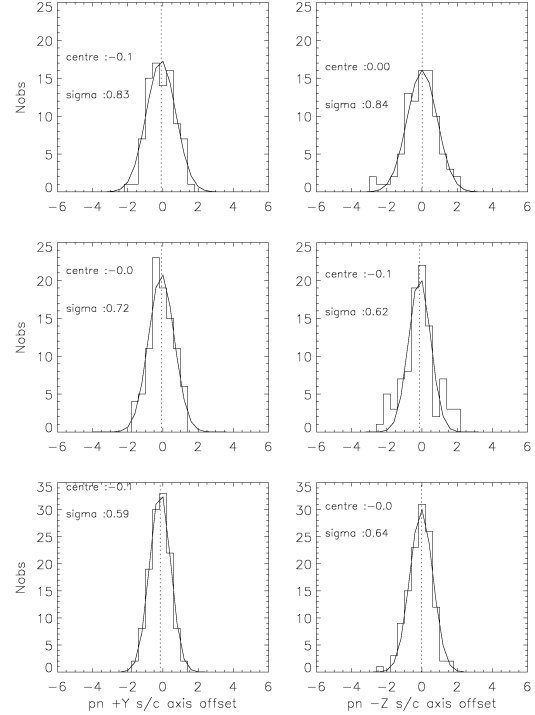 25
20
15
10
5
0
Nobs
centre :−0.1
sigma :0.83
−6 −4 −2 0 2 4 6
25
20
15
10
5
0
centre :0.00
sigma :0.84
−6 −4 −2 0 2 4 6
25
20
15
10
5
0
Nobs
centre :−0.0
sigma :0.72
−6 −4 −2 0 2 4 6
25
20
15
10
5
0
centre :−0.1
sigma :0.62
−6 −4 −2 0 2 4 6
35
30
25
20
15
10
5
0
Nobs
centre :−0.1
sigma :0.59
−6 −4 −2 0 2 4 6
pn +Y s/c axis offset
35
30
25
20
15
10
5
0
centre :−0.0
sigma :0.64
−6 −4 −2 0 2 4 6
pn −Z s/c axis offset